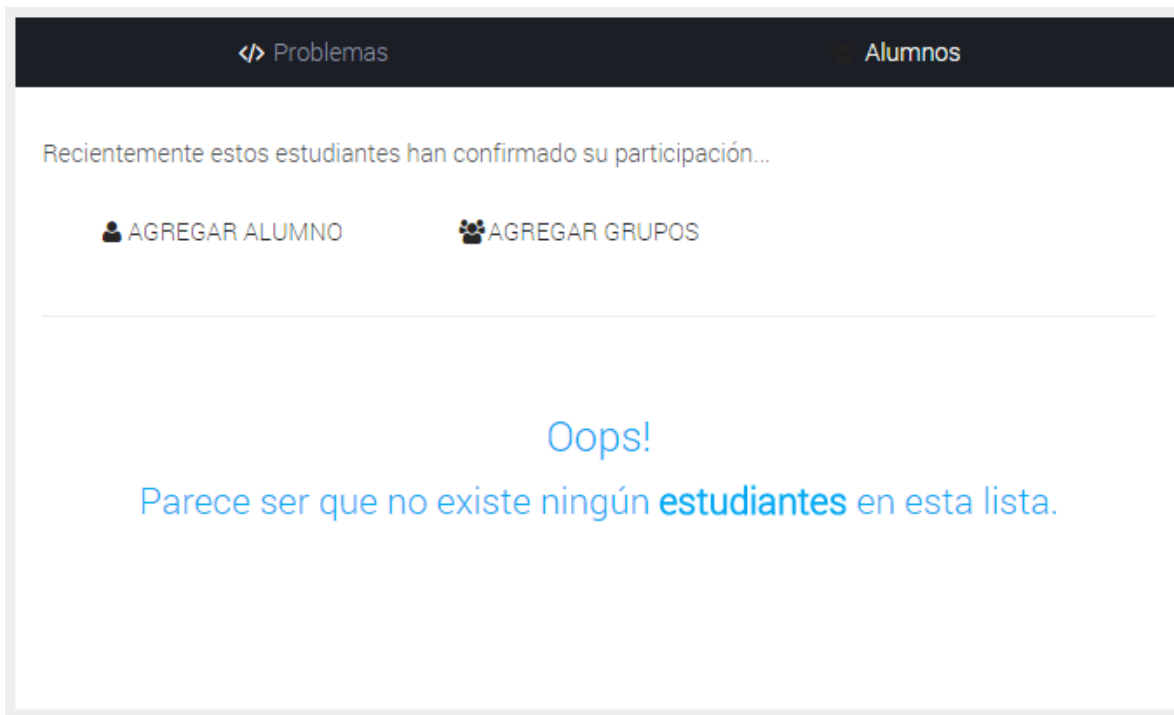 </> Problemas Alumnos
Recientemente estos estudiantes han confirmado su participación...
AGREGAR ALUMNO AGREGAR GRUPOS
Oops!
Parece ser que no existe ningún estudiantes en esta lista.